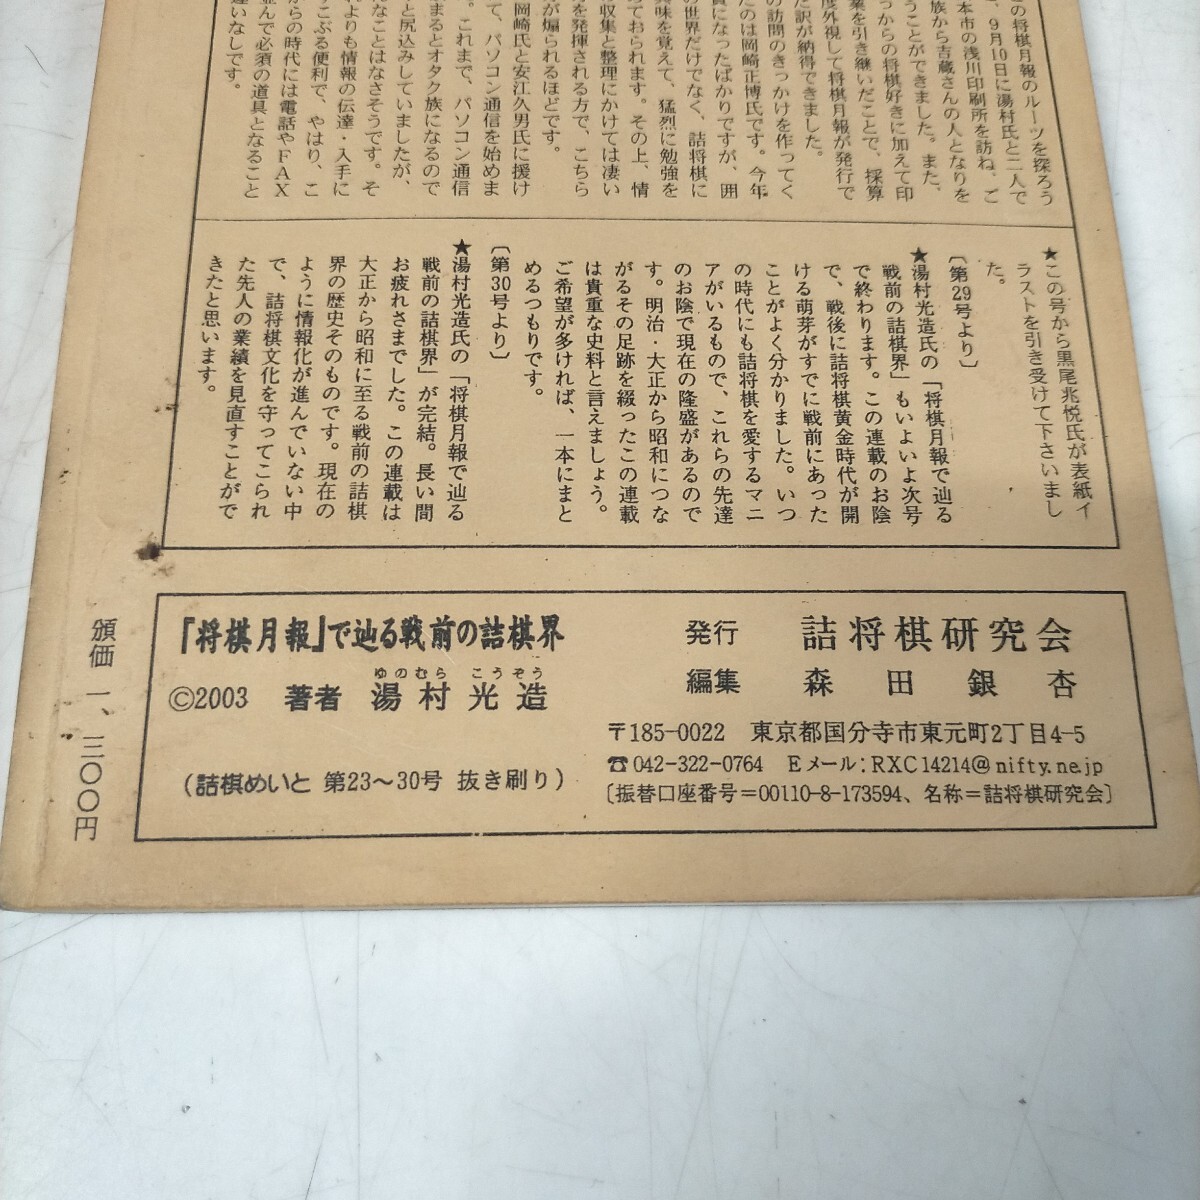 の将棋月報のルーツを探ろう
、9月10日に湯村氏と二人で
本市の浅川印刷所を訪ね、ご
族から吉蔵さんの人となりを
うことができました。また、
っからの将棋好きに加えて印
業を引き継いだことで、採算
度外視して将棋月報が発行で
た訳が納得できました。
の訪問のきっかけを作ってく
たのは岡崎正博氏です。今年
員になったばかりですが、囲
の世界だけでなく、詰将棋に
興味を覚えて、猛烈に勉強を
っておられます。その上、情
収集と整理にかけては凄い
を発揮される方で、こちら
が煽られるほどです。
岡崎氏と安江久男氏に援け
て、パソコン通信を始めま
。これまで、パソコン通信
まるとオタク族になるので
と尻込みしていましたが、
なことはなさそうです。そ
れよりも情報の伝達・入手に
すこぶる便利で、やはり、こ
からの時代には電話やFAX
並んで必須の道具となること
違いなしです。
★この号から黒尾兆悦氏が表紙イ
ラストを引き受けて下さいまし
た。
〔第29号より〕
★湯村光造氏の「将棋月報で辿る
戦前の詰棋界」もいよいよ次号
で終わります。この連載のお陰
で、戦後に詰将棋黄金時代が開
ける萌芽がすでに戦前にあった
ことがよく分かりました。いつ
の時代にも詰将棋を愛するマニ
アがいるもので、これらの先達
のお陰で現在の隆盛があるので
す。明治・大正から昭和につな
がるその足跡を綴ったこの連載
は貴重な史料と言えましょう。
ご希望が多ければ、一本にまと
めるつもりです。
〔第30号より〕
★湯村光造氏の「将棋月報で辿る
戦前の詰棋界」が完結。長い間
お疲れさまでした。この連載は
大正から昭和に至る戦前の詰棋
界の歴史そのものです。現在の
ように情報化が進んでいない中
で、詰将棋文化を守ってこられ
た先人の業績を見直すことがで
きたと思います。
「将棋月報」で辿る戦前の詰棋界
ゆのむら こうぞう
©2003 著者 湯村光造
(詰棋めいと 第23～30号 抜き刷り)
発行 詰将棋研究会
編集 森田銀杏
〒185-0022 東京都国分寺市東元町2丁目4-5
☎042-322-0764 Eメール:RXC14214@nifty.ne.jp
〔振替口座番号=00110-8-173594、名称=詰将棋研究会〕
頒価 一、三〇〇円